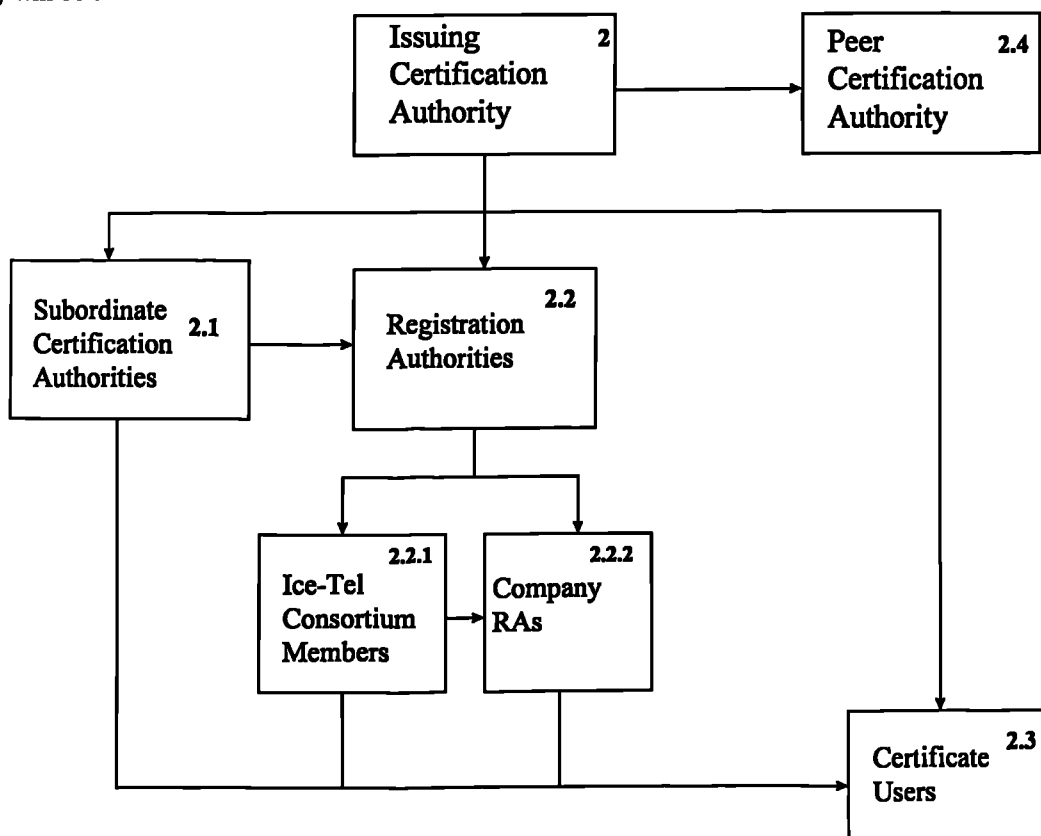 Issuing 2
Certification
Authority
Peer 2.4
Certification
Authority
Subordinate 2.1
Certification
Authorities
2.2
Registration
Authorities
2.2.1
Ice-Tel
Consortium
Members
2.2.2
Company
RAs
2.3
Certificate
Users